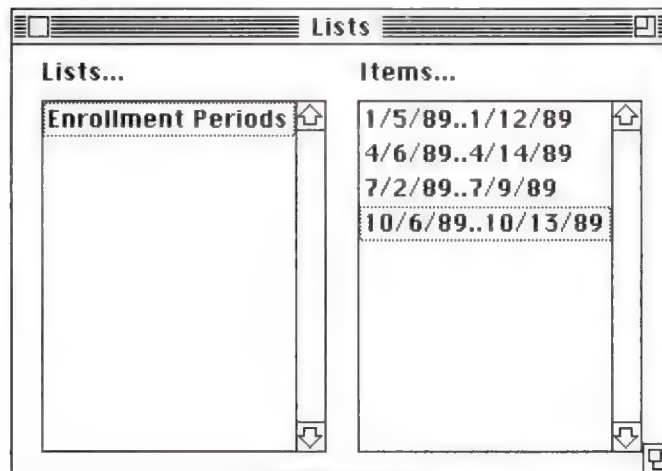 Lists
Lists...
Items...
Enrollment Periods
1/5/89..1/12/89
4/6/89..4/14/89
7/2/89..7/9/89
10/6/89..10/13/89